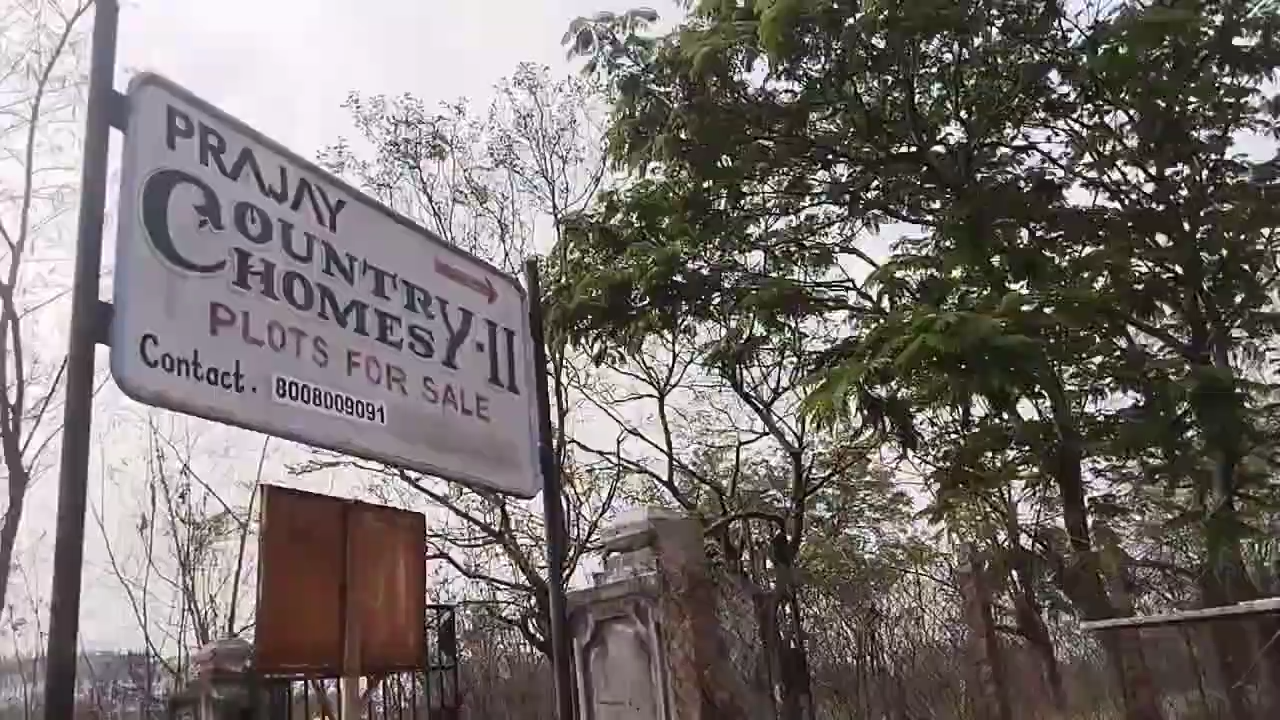 PRAJAY
COUNTRY-II
HOMES
PLOTS FOR SALE
Contact. 8008009091